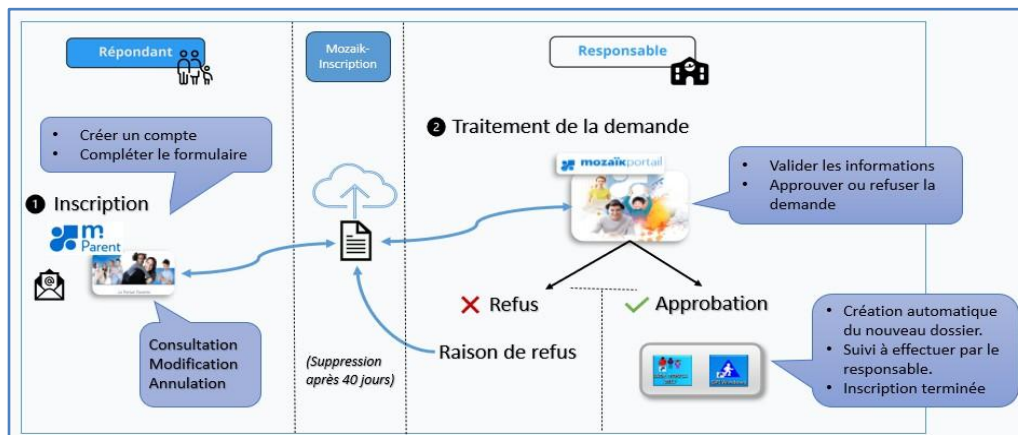 Répondant
Mozaik-
Inscription
Responsable
• Créer un compte
• Compléter le formulaire
❷ Traitement de la demande
mozaïkportail
• Valider les informations
• Approuver ou refuser la
demande
❶ Inscription
m
Parent
Consultation
Modification
Annulation
(Suppression
après 40 jours)
Refus
Approbation
Raison de refus
• Création automatique
du nouveau dossier.
• Suivi à effectuer par le
responsable.
• Inscription terminée